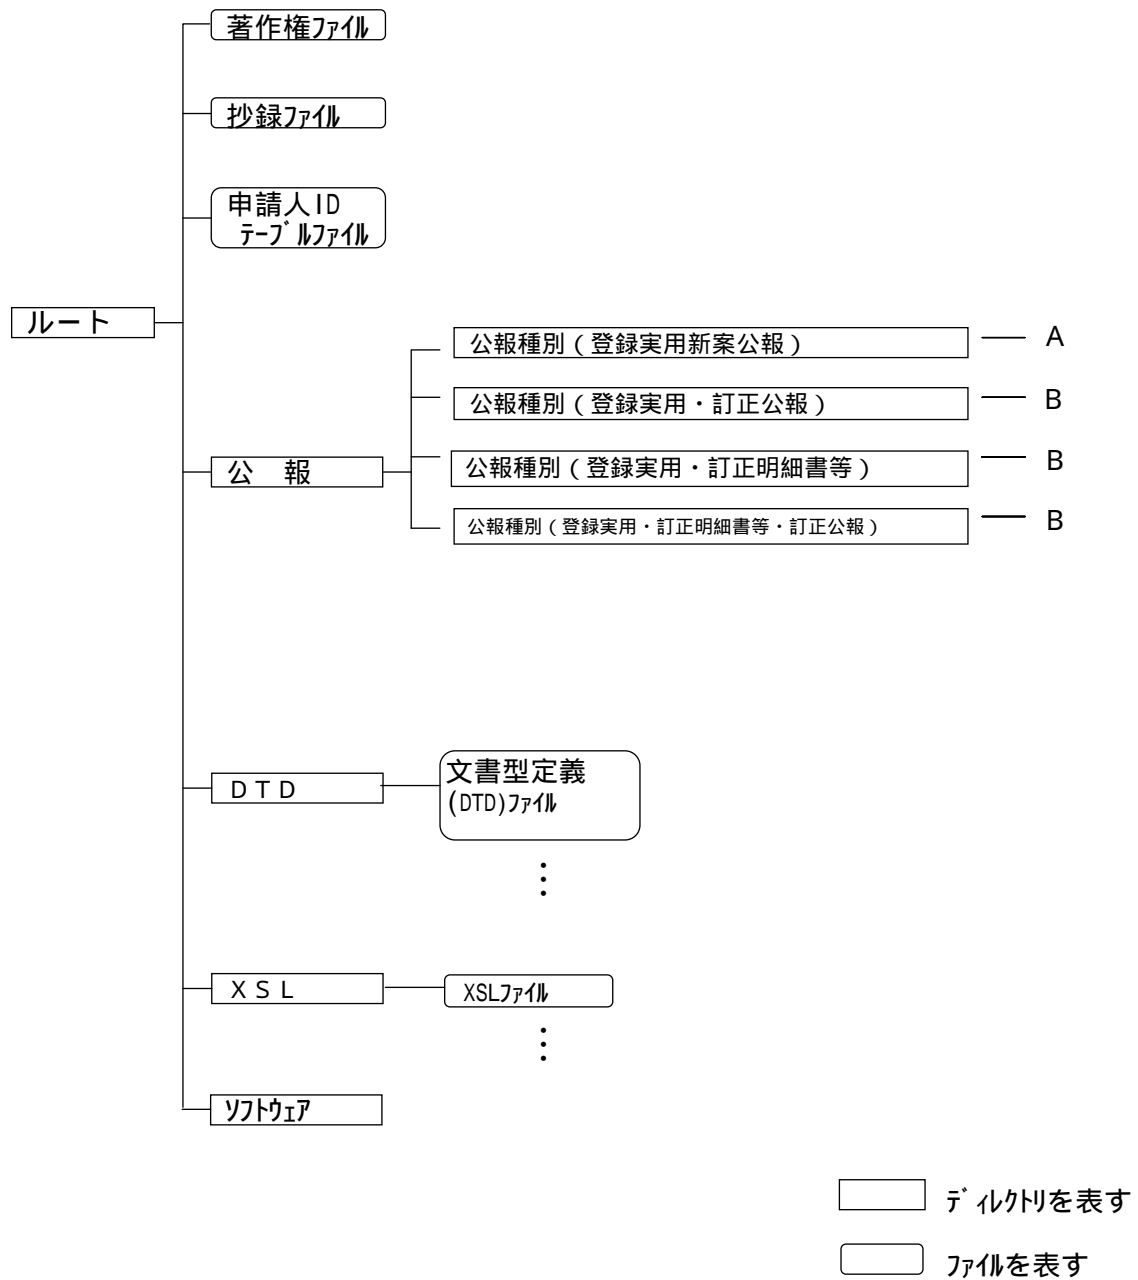 著作権ﾌｧｲﾙ
抄録ﾌｧｲﾙ
申請人ID
ﾃｰﾌﾞﾙﾌｧｲﾙ
ルート
公報種別（登録実用新案公報）
A
公報種別（登録実用・訂正公報）
B
公報　報
公報種別（登録実用・訂正明細書等）
B
公報種別（登録実用・訂正明細書等・訂正公報）
B
ＤＴＤ
文書型定義
(DTD)ﾌｧｲﾙ
ＸＳＬ
XSLﾌｧｲﾙ
ｿﾌﾄｳｪｱ
ﾃﾞｨﾚｸﾄﾘを表す
ﾌｧｲﾙを表す